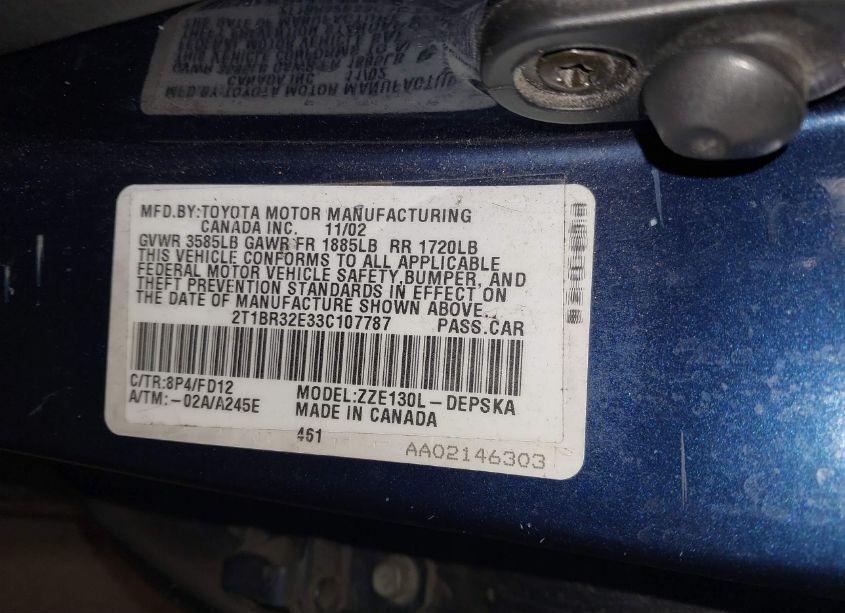 MFD.BY:TOYOTA MOTOR MANUFACTURING
CANADA INC. 11/02
GVWR 3585LB GAWR FR 1885LB RR 1720LB
THIS VEHICLE CONFORMS TO ALL APPLICABLE
FEDERAL MOTOR VEHICLE SAFETY,BUMPER, AND
THEFT PREVENTION STANDARDS IN EFFECT ON
THE DATE OF MANUFACTURE SHOWN ABOVE.
2T1BR32E33C107787 PASS.CAR
C/TR:8P4/FD12
A/TM:-02A/A245E
MODEL:ZZE130L-DEPSKA
MADE IN CANADA
461
AA02146303